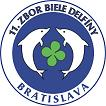 11. ZBOR BIELE DELFÍNY
BRATISLAVA